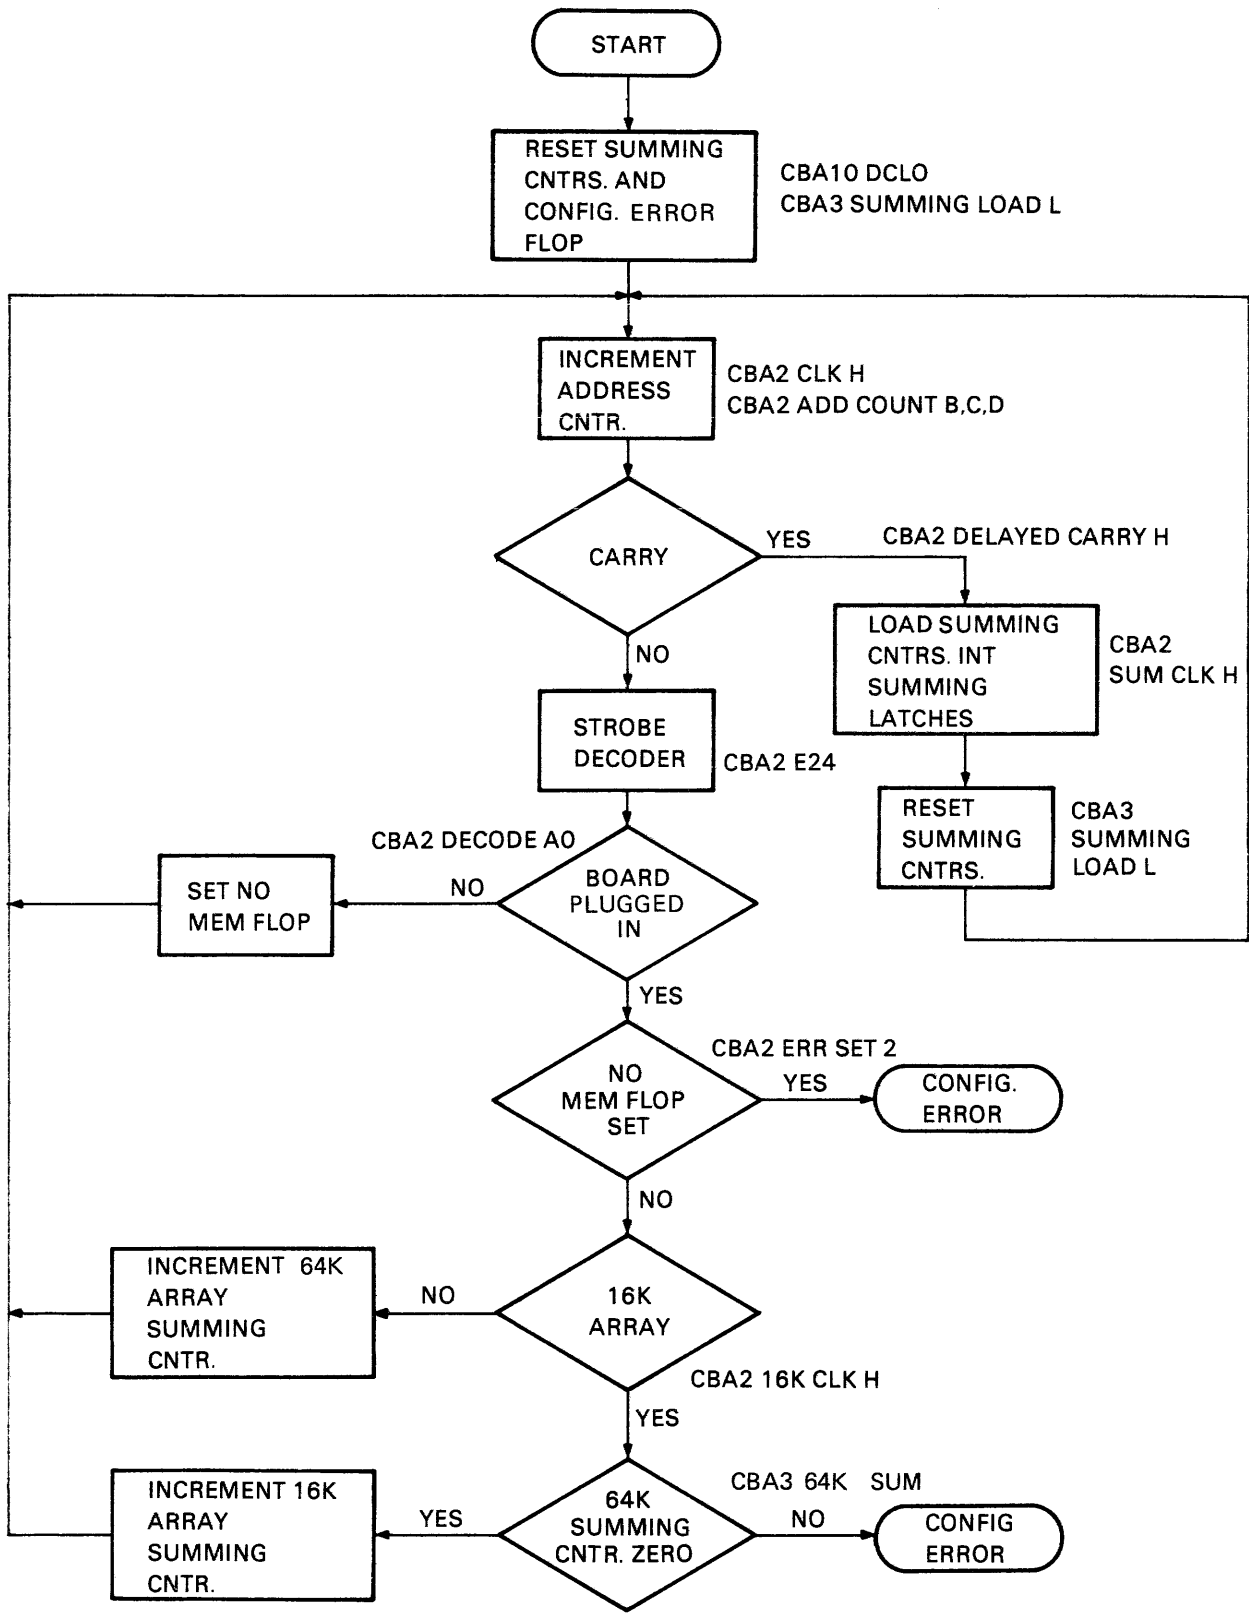 START
RESET SUMMING
CNTRS. AND
CONFIG. ERROR
FLOP
CBA10 DCLO
CBA3 SUMMING LOAD L
INCREMENT
ADDRESS
CNTR.
CBA2 CLK H
CBA2 ADD COUNT B,C,D
CARRY
YES
CBA2 DELAYED CARRY H
LOAD SUMMING
CNTRS. INT
SUMMING
LATCHES
CBA2
SUM CLK H
NO
STROBE
DECODER
CBA2 E24
RESET
SUMMING
CNTRS.
CBA3
SUMMING
LOAD L
CBA2 DECODE A0
BOARD
PLUGGED
IN
NO
SET NO
MEM FLOP
YES
NO
MEM FLOP
SET
CBA2 ERR SET 2
YES
CONFIG.
ERROR
NO
16K
ARRAY
NO
INCREMENT 64K
ARRAY
SUMMING
CNTR.
CBA2 16K CLK H
YES
64K
SUMMING
CNTR. ZERO
YES
INCREMENT 16K
ARRAY
SUMMING
CNTR.
CBA3 64K SUM
NO
CONFIG
ERROR